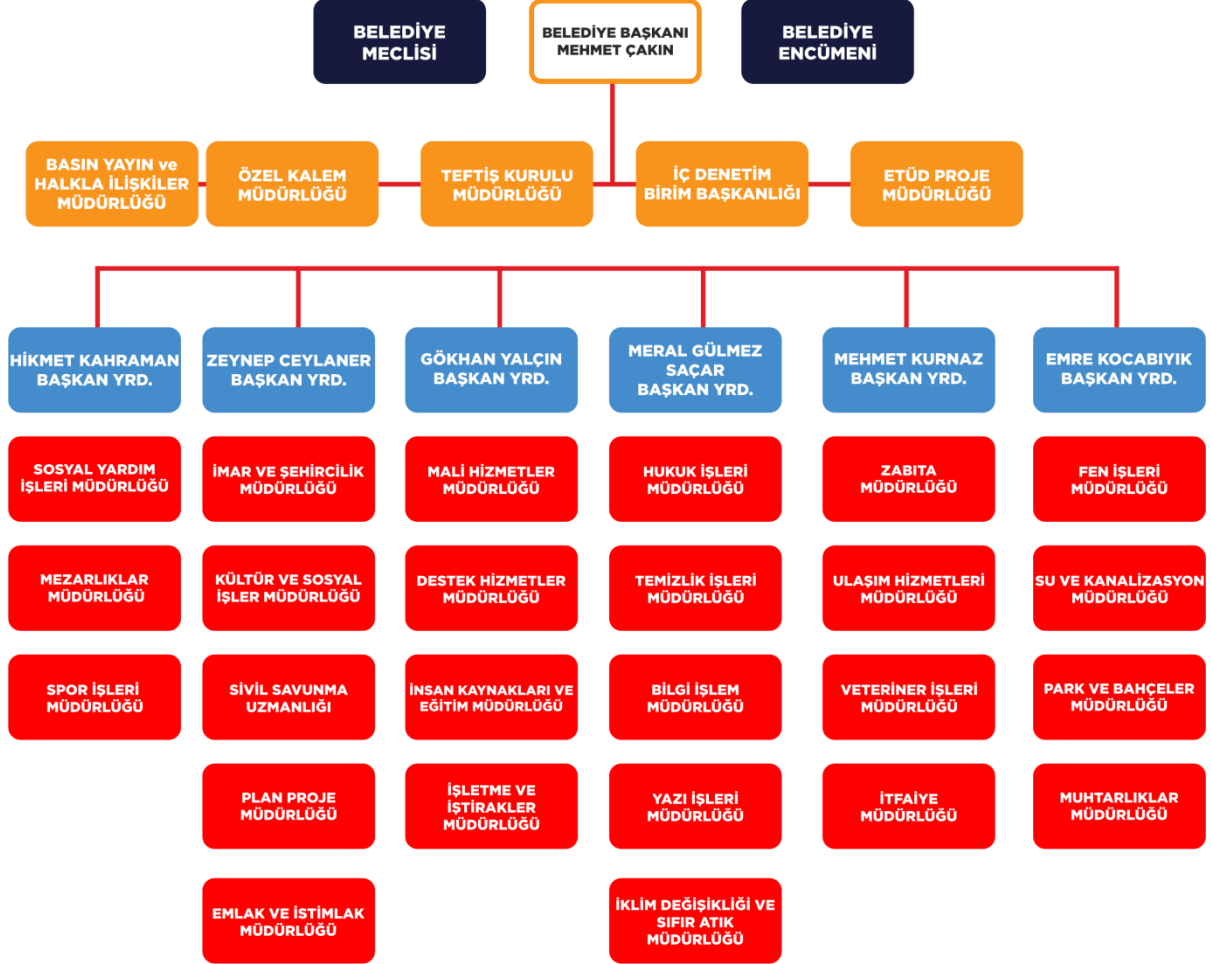 BELEDİYE
MECLİSİ
BELEDİYE BAŞKANI
MEHMET ÇAKIN
BELEDİYE
ENCÜMENİ
BASIN YAYIN ve
HALKLA İLİŞKİLER
MÜDÜRLÜĞÜ
ÖZEL KALEM
MÜDÜRLÜĞÜ
TEFTİŞ KURULU
MÜDÜRLÜĞÜ
İÇ DENETİM
BİRİM BAŞKANLIĞI
ETÜD PROJE
MÜDÜRLÜĞÜ
HİKMET KAHRAMAN
BAŞKAN YRD.
ZEYNEP CEYLANER
BAŞKAN YRD.
GÖKHAN YALÇIN
BAŞKAN YRD.
MERAL GÜLMEZ
SAÇAR
BAŞKAN YRD.
MEHMET KURNAZ
BAŞKAN YRD.
EMRE KOCABIYIK
BAŞKAN YRD.
SOSYAL YARDIM
İŞLERİ MÜDÜRLÜĞÜ
İMAR VE ŞEHİRCİLİK
MÜDÜRLÜĞÜ
MALİ HİZMETLER
MÜDÜRLÜĞÜ
HUKUK İŞLERİ
MÜDÜRLÜĞÜ
ZABITA
MÜDÜRLÜĞÜ
FEN İŞLERİ
MÜDÜRLÜĞÜ
MEZARLIKLAR
MÜDÜRLÜĞÜ
KÜLTÜR VE SOSYAL
İŞLER MÜDÜRLÜĞÜ
DESTEK HİZMETLER
MÜDÜRLÜĞÜ
TEMİZLİK İŞLERİ
MÜDÜRLÜĞÜ
ULAŞIM HİZMETLERİ
MÜDÜRLÜĞÜ
SU VE KANALİZASYON
MÜDÜRLÜĞÜ
SPOR İŞLERİ
MÜDÜRLÜĞÜ
SİVİL SAVUNMA
UZMANLIĞI
İNSAN KAYNAKLARI VE
EĞİTİM MÜDÜRLÜĞÜ
BİLGİ İŞLEM
MÜDÜRLÜĞÜ
VETERİNER İŞLERİ
MÜDÜRLÜĞÜ
PARK VE BAHÇELER
MÜDÜRLÜĞÜ
PLAN PROJE
MÜDÜRLÜĞÜ
İŞLETME VE
İŞTİRAKLER
MÜDÜRLÜĞÜ
YAZI İŞLERİ
MÜDÜRLÜĞÜ
İTFAİYE
MÜDÜRLÜĞÜ
MUHTARLIKLAR
MÜDÜRLÜĞÜ
EMLAK VE İSTİMLAK
MÜDÜRLÜĞÜ
İKLİM DEĞİŞİKLİĞİ VE
SIFIR ATIK
MÜDÜRLÜĞÜ